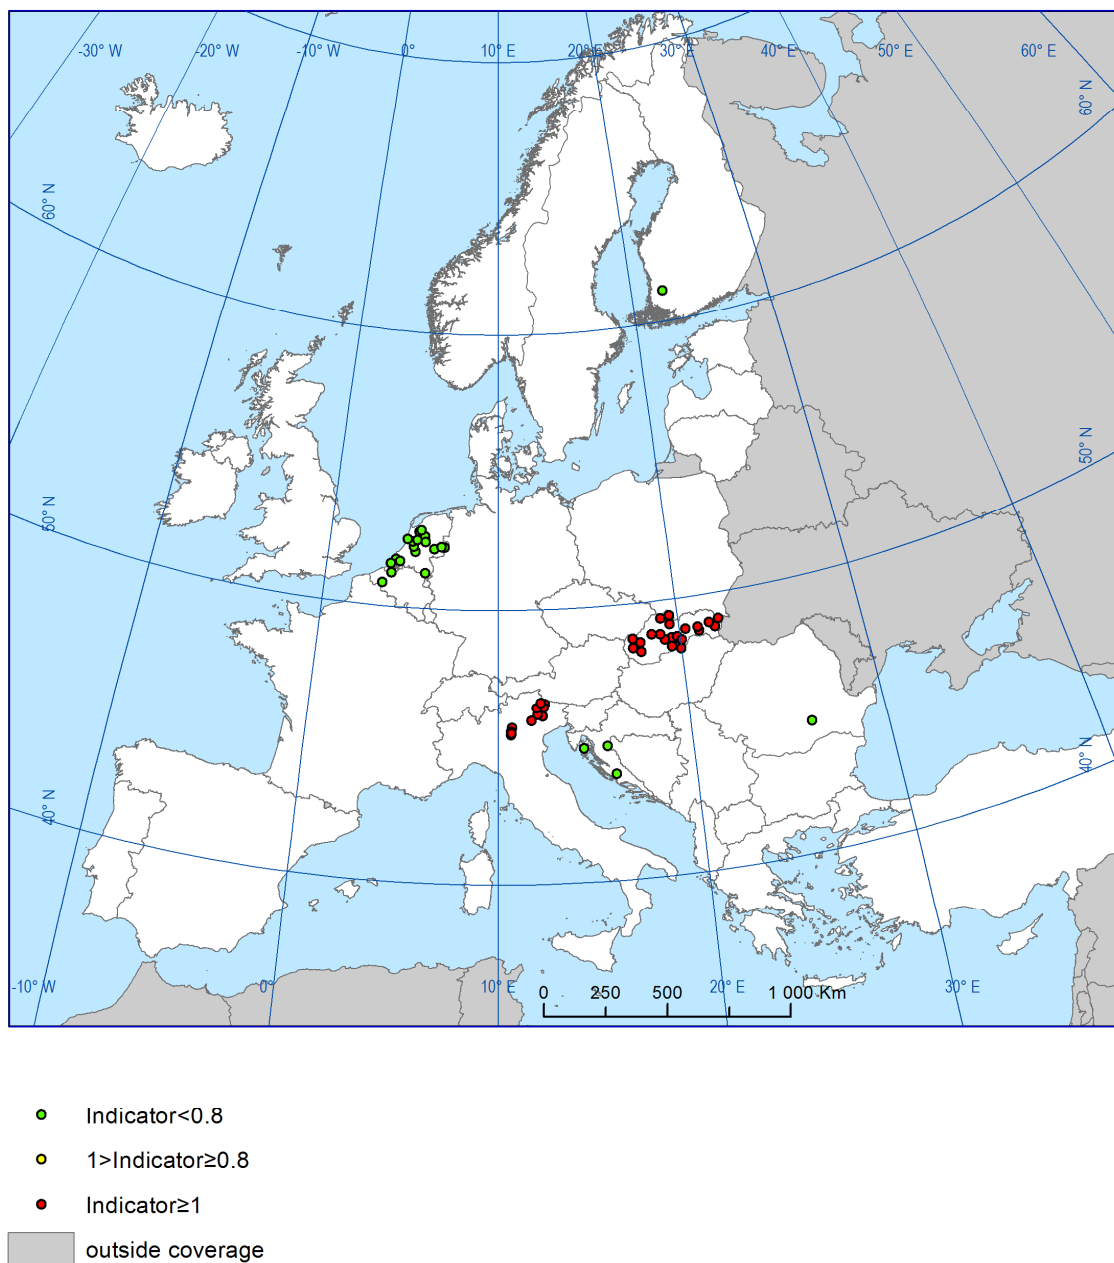 -30° W -20° W -10° W 0° 10° E 20° E 30° E 40° E 50° E 60° E
60° N
60° N
50° N
50° N
40° N
40° N
-10° W 0° 10° E 20° E 30° E
0 250 500 1 000 Km
Indicator<0.8
1>Indicator≥0.8
Indicator≥1
outside coverage